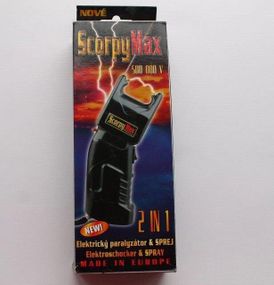 NOVÉ
ScorpyMax
500 000 V
ScorpyMax
2 IN 1
NEW!
Elektrický paralyzátor & SPREJ
Elektroschocker & SPRAY
MADE IN EUROPE